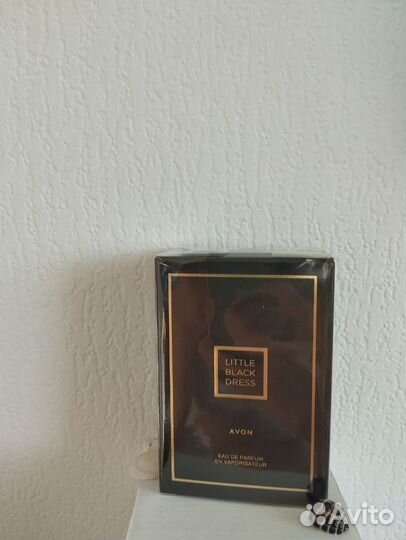 LITTLE
BLACK
DRESS
AVON
EAU DE PARFUM
EN VAPORISATEUR
Avito